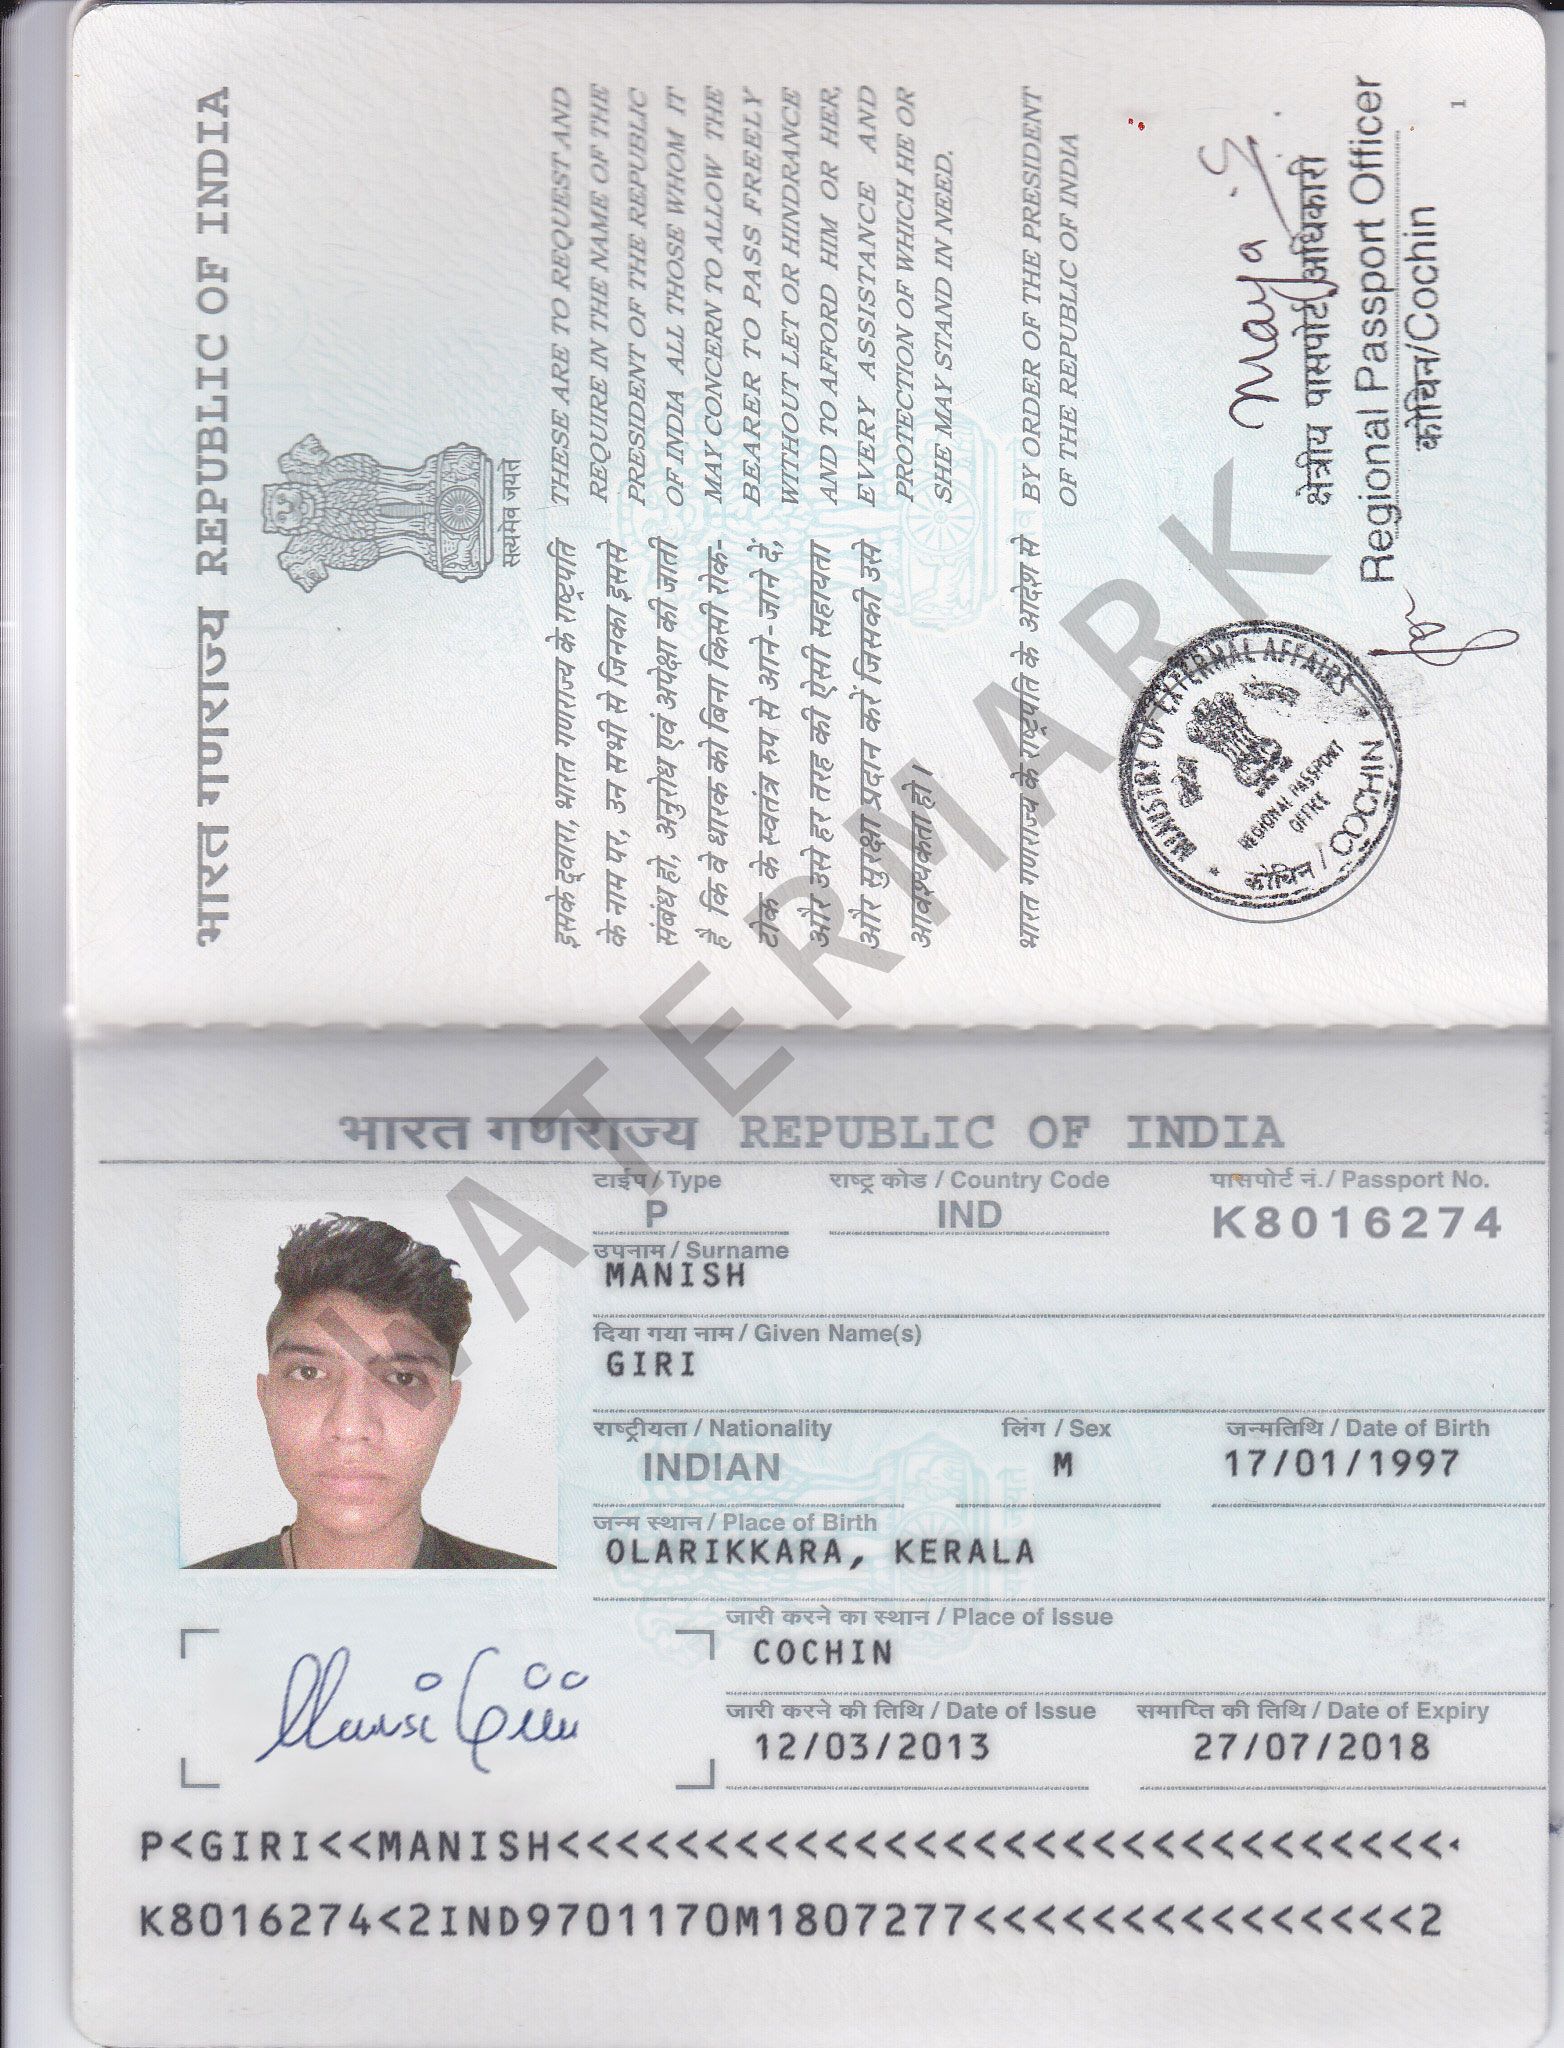 भारत गणराज्य REPUBLIC OF INDIA
सत्यमेव जयते
इसके द्वारा, भारत गणराज्य के राष्ट्रपति
के नाम पर, उन सभी से जिनका इससे
संबंध हो, अनुरोध एवं अपेक्षा की जाती
है कि वे धारक को बिना किसी रोक-
टोक के स्वतंत्र रुप से आने-जाने दें,
और उसे हर तरह की ऐसी सहायता
और सुरक्षा प्रदान करें जिसकी उसे
आवश्यकता हो।
THESE ARE TO REQUEST AND
REQUIRE IN THE NAME OF THE
PRESIDENT OF THE REPUBLIC
OF INDIA ALL THOSE WHOM IT
MAY CONCERN TO ALLOW THE
BEARER TO PASS FREELY
WITHOUT LET OR HINDRANCE
AND TO AFFORD HIM OR HER,
EVERY ASSISTANCE AND
PROTECTION OF WHICH HE OR
SHE MAY STAND IN NEED.
भारत गणराज्य के राष्ट्रपति के आदेश से
BY ORDER OF THE PRESIDENT
OF THE REPUBLIC OF INDIA
MINISTRY OF EXTERNAL AFFAIRS
REGIONAL PASSPORT
OFFICE
कोचिन / COCHIN
Maya
क्षेत्रीय पासपोर्ट अधिकारी
Regional Passport Officer
कोचिन/Cochin
1
WATERMARK
भारत गणराज्य REPUBLIC OF INDIA
टाईप / Type राष्ट्र कोड / Country Code पासपोर्ट नं. / Passport No.
P IND K8016274
उपनाम / Surname
MANISH
दिया गया नाम / Given Name(s)
GIRI
राष्ट्रीयता / Nationality लिंग / Sex जन्मतिथि / Date of Birth
INDIAN M 17/01/1997
जन्म स्थान / Place of Birth
OLARIKKARA, KERALA
जारी करने का स्थान / Place of Issue
COCHIN
जारी करने की तिथि / Date of Issue समाप्ति की तिथि / Date of Expiry
12/03/2013 27/07/2018
P<GIRI<<MANISH<<<<<<<<<<<<<<<<<<<<<<<<<<<<<<
K8016274<2IND9701170M1807277<<<<<<<<<<<<<<<2